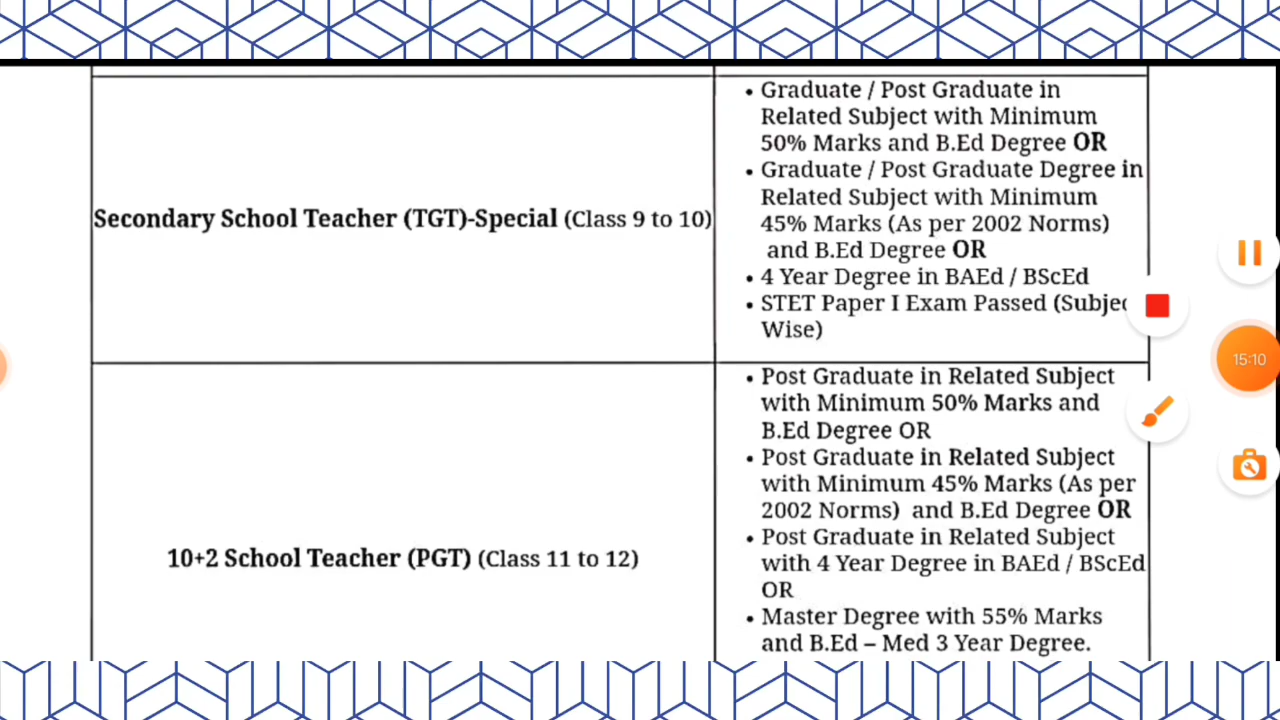 Graduate / Post Graduate in
Related Subject with Minimum
50% Marks and B.Ed Degree OR
Graduate / Post Graduate Degree in
Related Subject with Minimum
45% Marks (As per 2002 Norms)
and B.Ed Degree OR
4 Year Degree in BAEd / BScEd
STET Paper I Exam Passed (Subjec
Wise)
Secondary School Teacher (TGT)-Special (Class 9 to 10)
Post Graduate in Related Subject
with Minimum 50% Marks and
B.Ed Degree OR
Post Graduate in Related Subject
with Minimum 45% Marks (As per
2002 Norms) and B.Ed Degree OR
Post Graduate in Related Subject
with 4 Year Degree in BAEd / BScEd
OR
Master Degree with 55% Marks
and B.Ed – Med 3 Year Degree.
10+2 School Teacher (PGT) (Class 11 to 12)
15:10